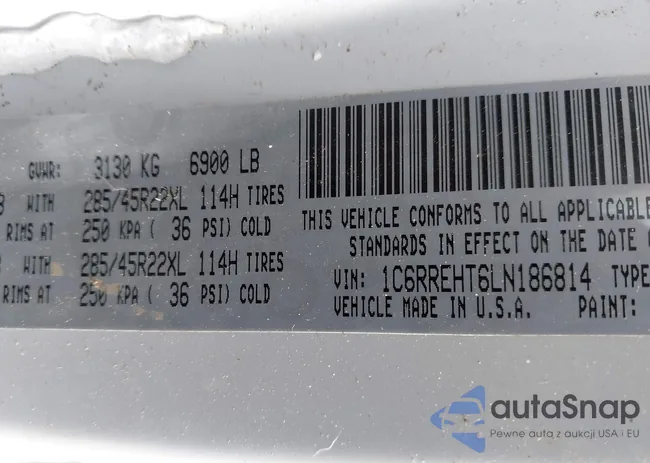 GVWR: 3130 KG 6900 LB
WITH 285/45R22XL 114H TIRES
RIMS AT 250 KPA ( 36 PSI) COLD
WITH 285/45R22XL 114H TIRES
RIMS AT 250 KPA ( 36 PSI) COLD
THIS VEHICLE CONFORMS TO ALL APPLICABLE
STANDARDS IN EFFECT ON THE DATE
VIN: 1C6RREHT6LN186814 TYPE
VEHICLE MADE IN U.S.A. PAINT:
autoSnap
Pewne auta z aukcji USA i EU